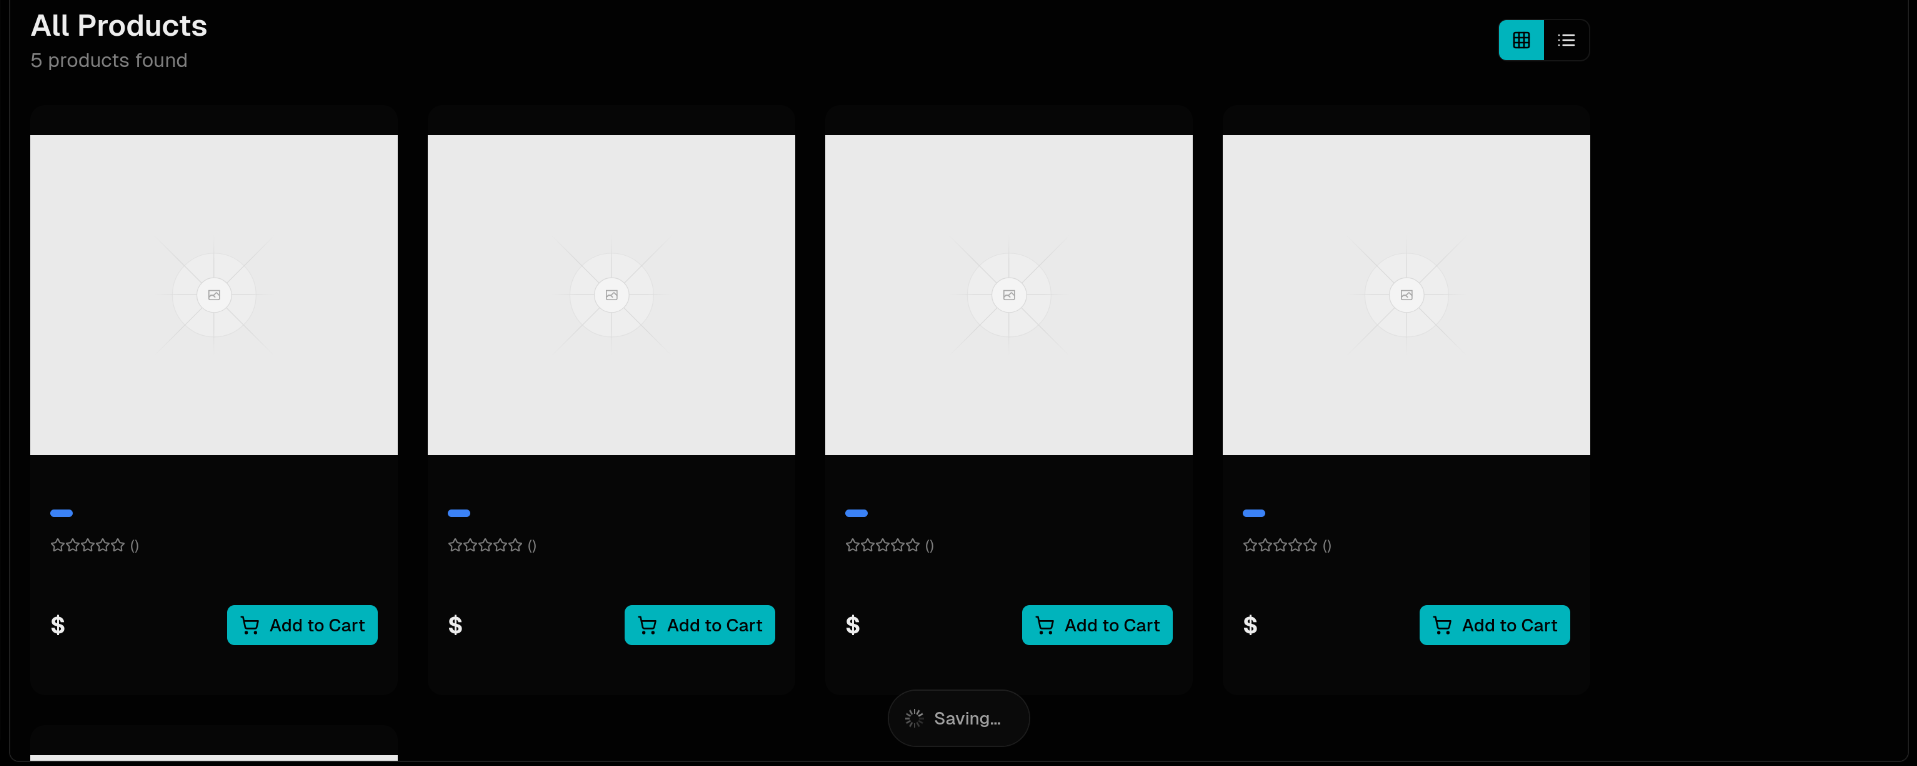 All Products
5 products found
()
()
()
()
$ Add to Cart
$ Add to Cart
$ Add to Cart
$ Add to Cart
Saving...